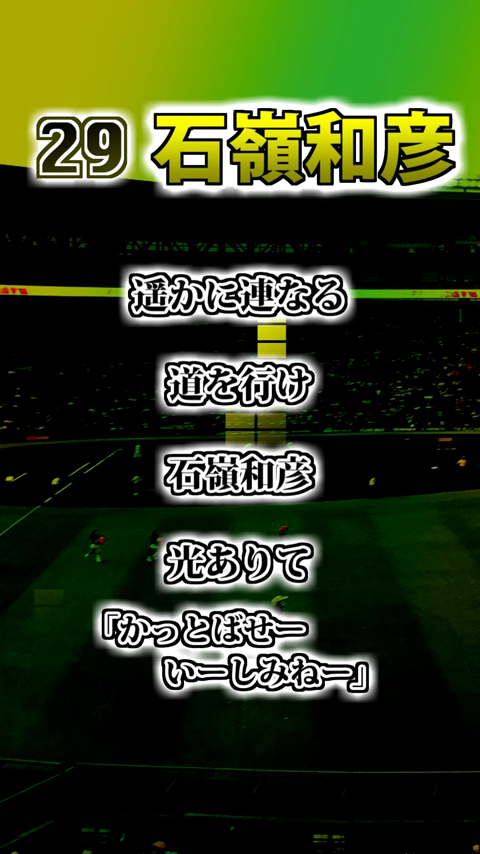 29 石嶺和彦
遥かに連なる
道を行け
石嶺和彦
光ありて
『かっとばせー
いーしみねー』